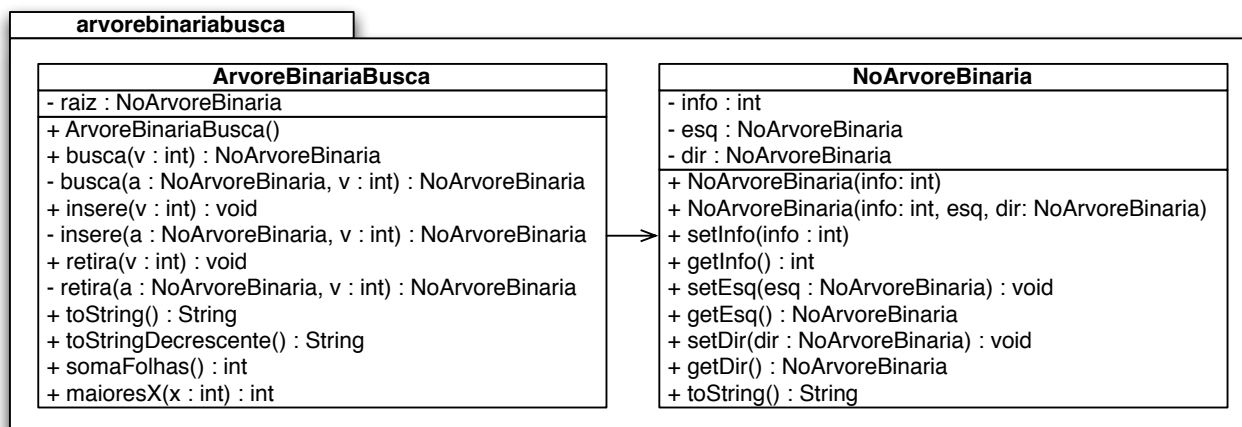 arvorebinariabusca
ArvoreBinariaBusca
- raiz : NoArvoreBinaria
+ ArvoreBinariaBusca()
+ busca(v : int) : NoArvoreBinaria
- busca(a : NoArvoreBinaria, v : int) : NoArvoreBinaria
+ insere(v : int) : void
- insere(a : NoArvoreBinaria, v : int) : NoArvoreBinaria
+ retira(v : int) : void
- retira(a : NoArvoreBinaria, v : int) : NoArvoreBinaria
+ toString() : String
+ toStringDecrescente() : String
+ somaFolhas() : int
+ maioresX(x : int) : int
NoArvoreBinaria
- info : int
- esq : NoArvoreBinaria
- dir : NoArvoreBinaria
+ NoArvoreBinaria(info: int)
+ NoArvoreBinaria(info: int, esq, dir: NoArvoreBinaria)
+ setInfo(info : int)
+ getInfo() : int
+ setEsq(esq : NoArvoreBinaria) : void
+ getEsq() : NoArvoreBinaria
+ setDir(dir : NoArvoreBinaria) : void
+ getDir() : NoArvoreBinaria
+ toString() : String